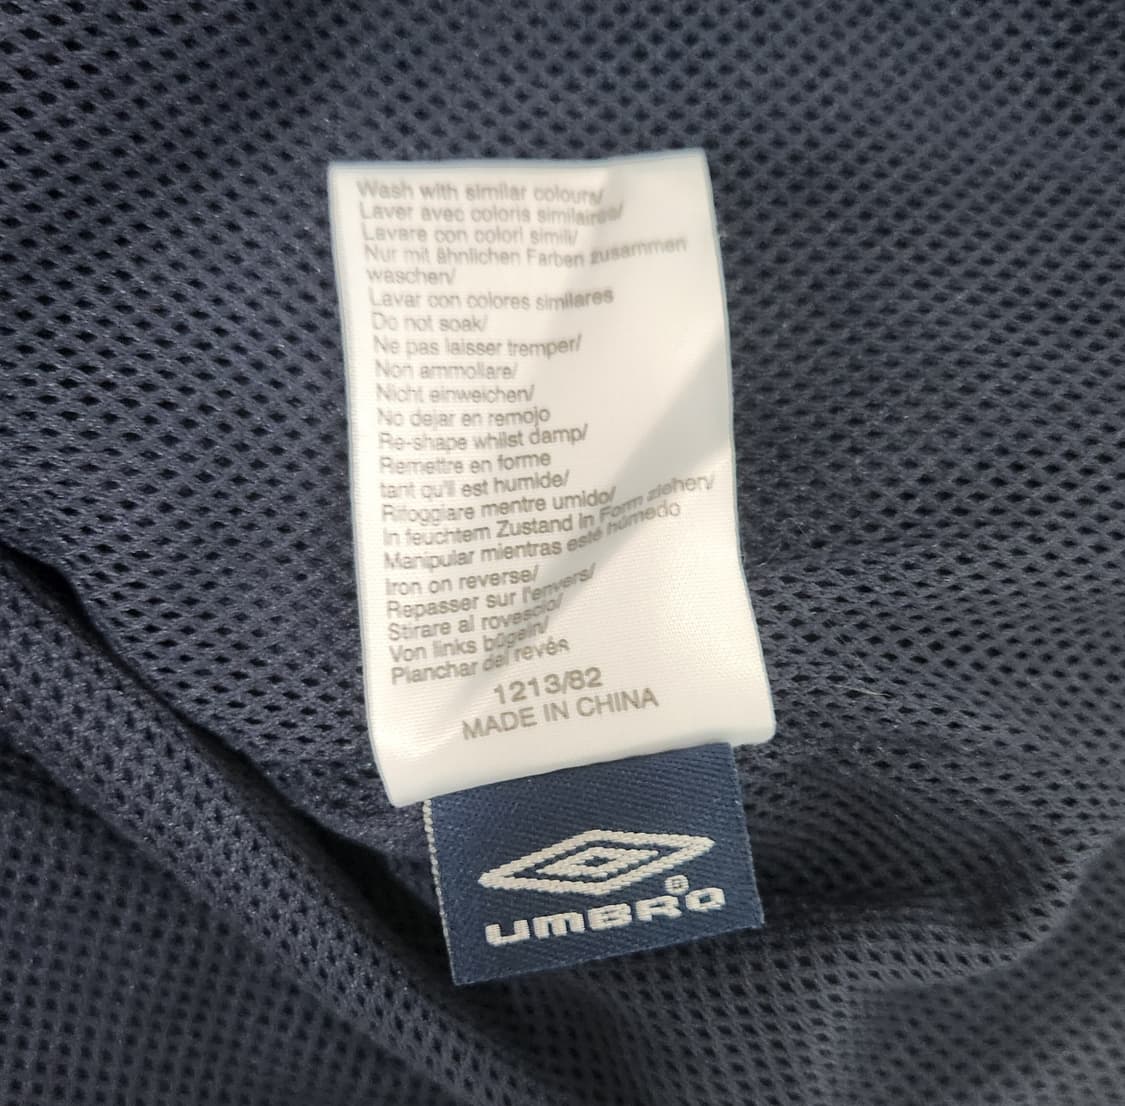 Wash with similar colours/
Laver avec coloris similaires/
Lavare con colori simili/
Nur mit ähnlichen Farben zusammen
waschen/
Lavar con colores similares
Do not soak/
Ne pas laisser tremper/
Non ammollare/
Nicht einweichen/
No dejar en remojo
Re-shape whilst damp/
Remettre en forme
tant qu'il est humide/
Rifoggiare mentre umido/
In feuchtem Zustand in Form ziehen/
Manipular mientras esté húmedo
Iron on reverse/
Repasser sur l'envers/
Stirare al rovescio/
Von links bügeln/
Planchar del revés
1213/82
MADE IN CHINA
UMBRO®